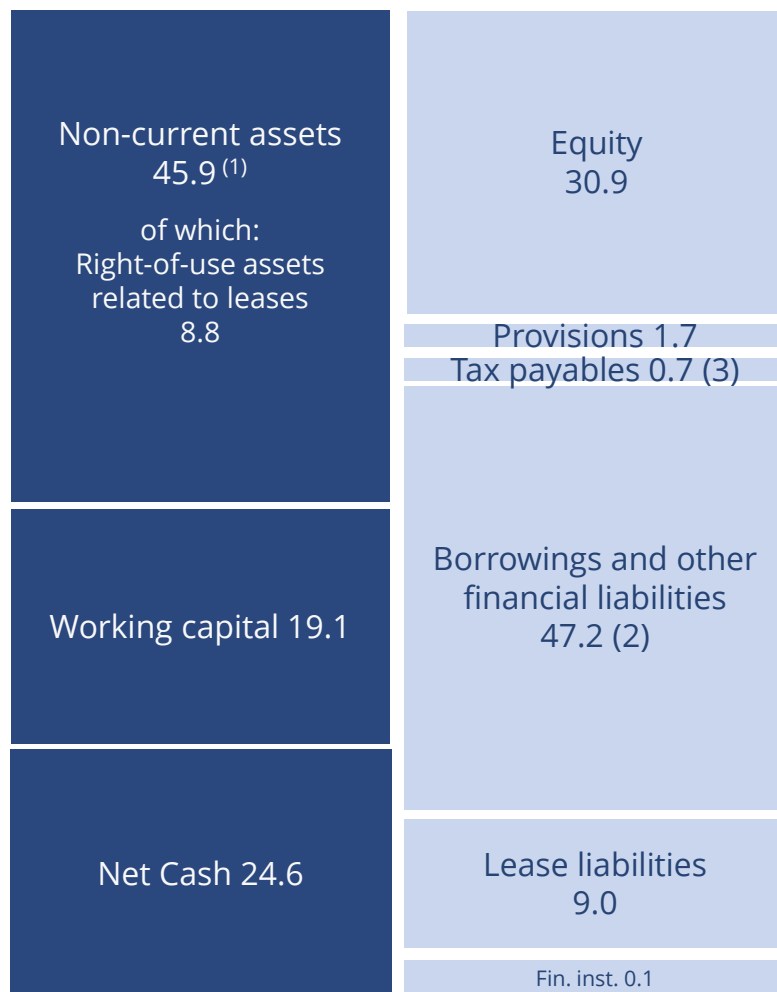 Non-current assets
45.9 (1)
of which:
Right-of-use assets
related to leases
8.8
Working capital 19.1
Net Cash 24.6
Equity
30.9
Provisions 1.7
Tax payables 0.7 (3)
Borrowings and other
financial liabilities
47.2 (2)
Lease liabilities
9.0
Fin. inst. 0.1